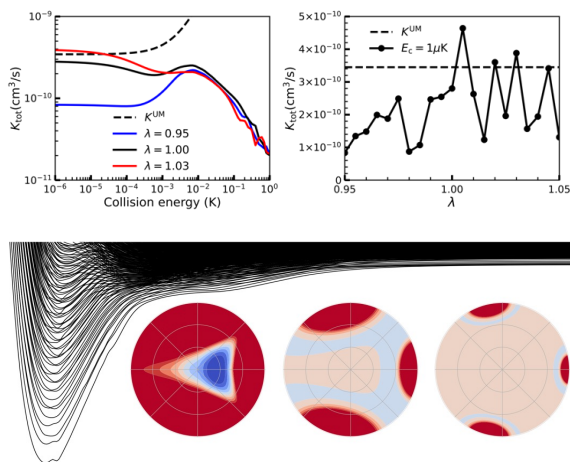 10⁻⁹
10⁻¹⁰
10⁻¹¹
K_tot(cm³/s)
K^UM
λ = 0.95
λ = 1.00
λ = 1.03
10⁻⁶ 10⁻⁵ 10⁻⁴ 10⁻³ 10⁻² 10⁻¹ 10⁰
Collision energy (K)
5×10⁻¹⁰
4×10⁻¹⁰
3×10⁻¹⁰
2×10⁻¹⁰
1×10⁻¹⁰
0
K_tot(cm³/s)
K^UM
E_c = 1μK
0.95 1.00 1.05
λ